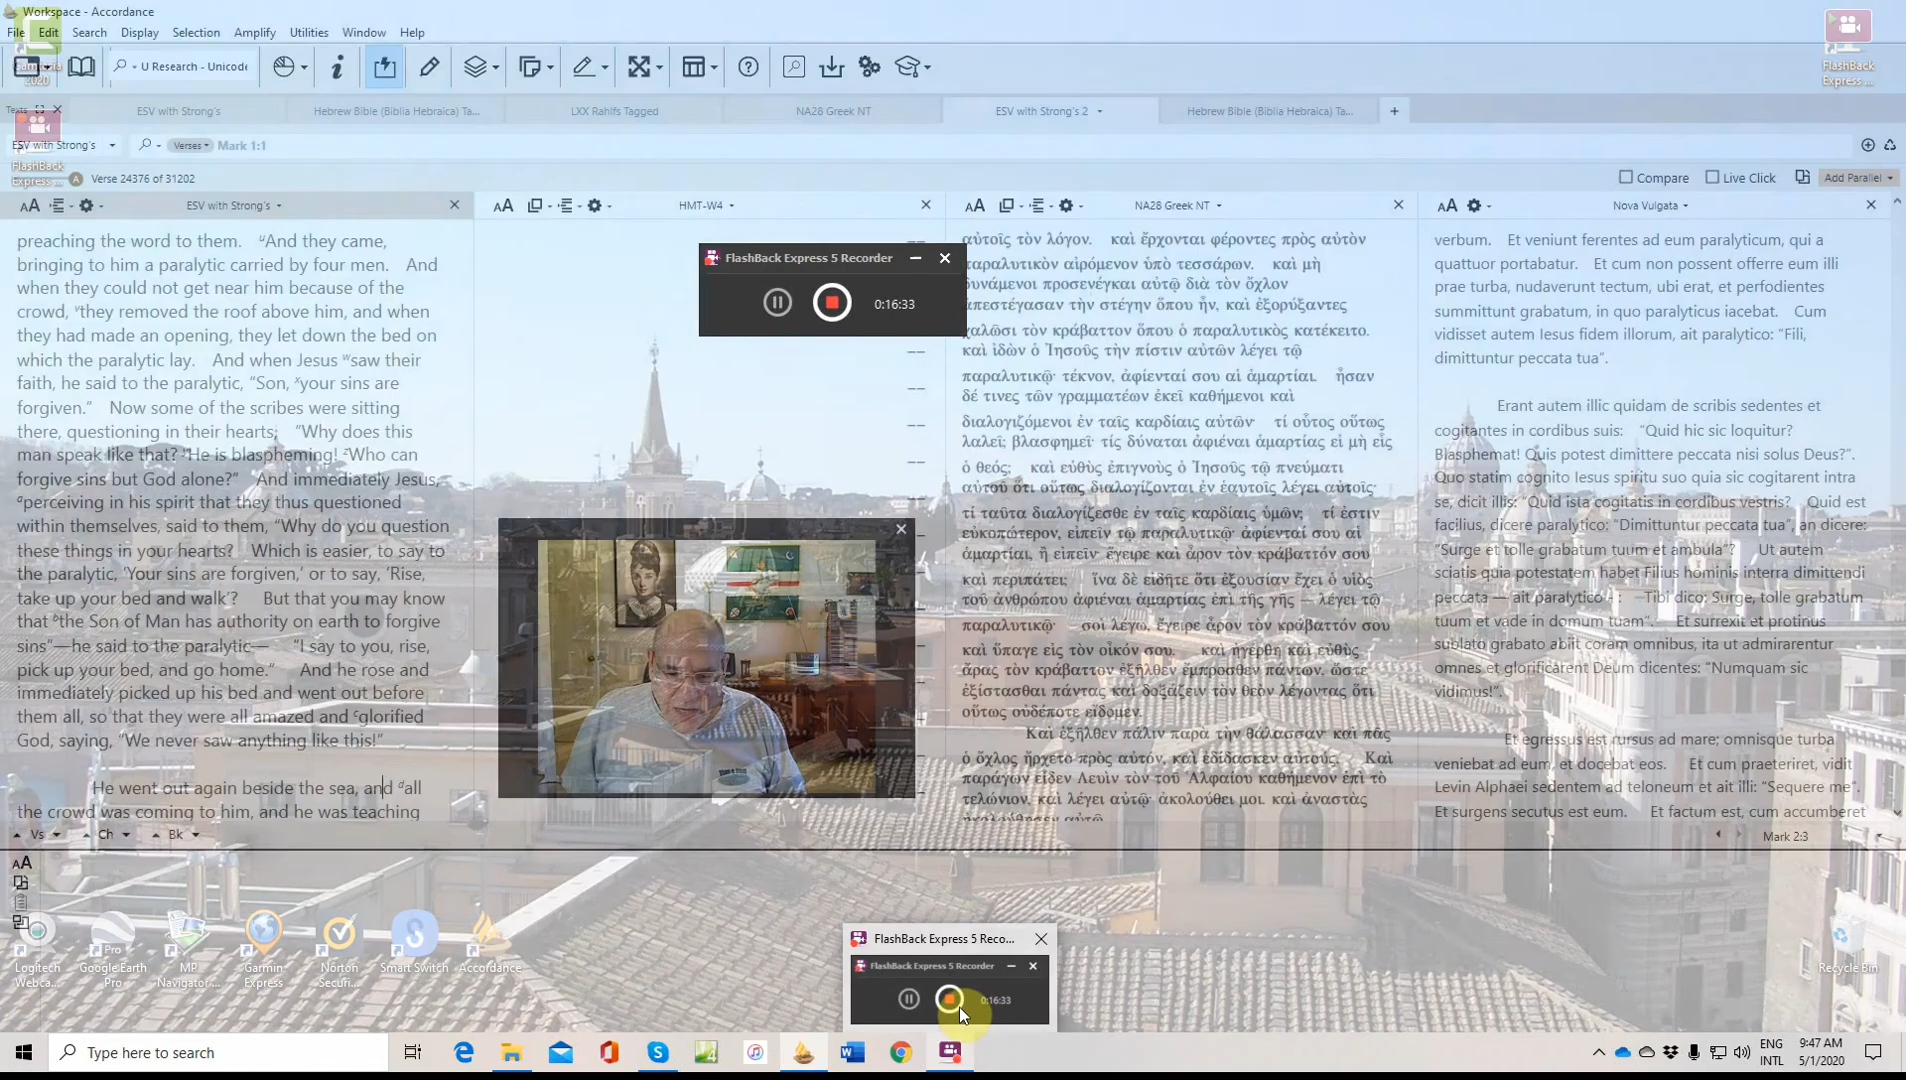 Workspace - Accordance
File Edit Search Display Selection Amplify Utilities Window Help
U Research - Unicode
Texts
ESV with Strong's
Hebrew Bible (Biblia Hebraica) Ta...
LXX Rahlfs Tagged
NA28 Greek NT
ESV with Strong's 2
Hebrew Bible (Biblia Hebraica) Ta...
ESV with Strong's
Verses
Mark 1:1
Verse 24376 of 31202
Compare
Live Click
Add Parallel
FlashBack
Express ...
FlashBack
Express ...
ESV with Strong's
preaching the word to them. "And they came,
bringing to him a paralytic carried by four men. And
when they could not get near him because of the
crowd, they removed the roof above him, and when
they had made an opening, they let down the bed on
which the paralytic lay. And when Jesus ʷsaw their
faith, he said to the paralytic, “Son, ˣyour sins are
forgiven.” Now some of the scribes were sitting
there, questioning in their hearts, “Why does this
man speak like that? He is blaspheming! ᶻWho can
forgive sins but God alone?” And immediately Jesus,
ᵃperceiving in his spirit that they thus questioned
within themselves, said to them, “Why do you question
these things in your hearts? Which is easier, to say to
the paralytic, ‘Your sins are forgiven,’ or to say, ‘Rise,
take up your bed and walk’? But that you may know
that ᵇthe Son of Man has authority on earth to forgive
sins”—he said to the paralytic— “I say to you, rise,
pick up your bed, and go home.” And he rose and
immediately picked up his bed and went out before
them all, so that they were all amazed and ᶜglorified
God, saying, “We never saw anything like this!”
He went out again beside the sea, and ᵈall
the crowd was coming to him, and he was teaching
Vs Ch Bk
HMT-W4
FlashBack Express 5 Recorder
0:16:33
NA28 Greek NT
αὐτοῖς τὸν λόγον. καὶ ἔρχονται φέροντες πρὸς αὐτὸν
παραλυτικὸν αἰρόμενον ὑπὸ τεσσάρων. καὶ μὴ
δυνάμενοι προσενέγκαι αὐτῷ διὰ τὸν ὄχλον
ἀπεστέγασαν τὴν στέγην ὅπου ἦν, καὶ ἐξορύξαντες
χαλῶσι τὸν κράβαττον ὅπου ὁ παραλυτικὸς κατέκειτο.
καὶ ἰδὼν ὁ Ἰησοῦς τὴν πίστιν αὐτῶν λέγει τῷ
παραλυτικῷ· τέκνον, ἀφίενταί σου αἱ ἁμαρτίαι. ἦσαν
δέ τινες τῶν γραμματέων ἐκεῖ καθήμενοι καὶ
διαλογιζόμενοι ἐν ταῖς καρδίαις αὐτῶν· τί οὗτος οὕτως
λαλεῖ; βλασφημεῖ· τίς δύναται ἀφιέναι ἁμαρτίας εἰ μὴ εἷς
ὁ θεός; καὶ εὐθὺς ἐπιγνοὺς ὁ Ἰησοῦς τῷ πνεύματι
αὐτοῦ ὅτι οὕτως διαλογίζονται ἐν ἑαυτοῖς λέγει αὐτοῖς·
τί ταῦτα διαλογίζεσθε ἐν ταῖς καρδίαις ὑμῶν; τί ἐστιν
εὐκοπώτερον, εἰπεῖν τῷ παραλυτικῷ· ἀφίενταί σου αἱ
ἁμαρτίαι, ἢ εἰπεῖν· ἔγειρε καὶ ἆρον τὸν κράβαττόν σου
καὶ περιπάτει; ἵνα δὲ εἰδῆτε ὅτι ἐξουσίαν ἔχει ὁ υἱὸς
τοῦ ἀνθρώπου ἀφιέναι ἁμαρτίας ἐπὶ τῆς γῆς — λέγει τῷ
παραλυτικῷ· σοὶ λέγω, ἔγειρε ἆρον τὸν κράβαττόν σου
καὶ ὕπαγε εἰς τὸν οἶκόν σου. καὶ ἠγέρθη καὶ εὐθὺς
ἄρας τὸν κράβαττον ἐξῆλθεν ἔμπροσθεν πάντων, ὥστε
ἐξίστασθαι πάντας καὶ δοξάζειν τὸν θεὸν λέγοντας ὅτι
οὕτως οὐδέποτε εἴδομεν.
Καὶ ἐξῆλθεν πάλιν παρὰ τὴν θάλασσαν· καὶ πᾶς
ὁ ὄχλος ἤρχετο πρὸς αὐτόν, καὶ ἐδίδασκεν αὐτούς. Καὶ
παράγων εἶδεν Λευὶν τὸν τοῦ Ἁλφαίου καθήμενον ἐπὶ τὸ
τελώνιον, καὶ λέγει αὐτῷ· ἀκολούθει μοι. καὶ ἀναστὰς
ἠκολούθησεν αὐτῷ
Nova Vulgata
verbum. Et veniunt ferentes ad eum paralyticum, qui a
quattuor portabatur. Et cum non possent offerre eum illi
prae turba, nudaverunt tectum, ubi erat, et perfodientes
summittunt grabatum, in quo paralyticus iacebat. Cum
vidisset autem Iesus fidem illorum, ait paralytico: “Fili,
dimittuntur peccata tua”.
Erant autem illic quidam de scribis sedentes et
cogitantes in cordibus suis: “Quid hic sic loquitur?
Blasphemat! Quis potest dimittere peccata nisi solus Deus?”.
Quo statim cognito Iesus spiritu suo quia sic cogitarent intra
se, dicit illis: “Quid ista cogitatis in cordibus vestris? Quid est
facilius, dicere paralytico: “Dimittuntur peccata tua”, an dicere:
“Surge et tolle grabatum tuum et ambula”? Ut autem
sciatis quia potestatem habet Filius hominis interra dimittendi
peccata — ait paralytico - : —Tibi dico: Surge, tolle grabatum
tuum et vade in domum tuam”. Et surrexit et protinus
sublato grabato abiit coram omnibus, ita ut admirarentur
omnes et glorificarent Deum dicentes: “Numquam sic
vidimus!”.
Et egressus est rursus ad mare; omnisque turba
veniebat ad eum, et docebat eos. Et cum praeteriret, vidit
Levin Alphaei sedentem ad teloneum et ait illi: “Sequere me”.
Et surgens secutus est eum. Et factum est, cum accumberet
Mark 2:3
Logitech
Webca...
Google Earth
Pro
MP
Navigator ...
Garmin
Express
Norton
Securi...
Smart Switch
Accordance
FlashBack Express 5 Reco...
FlashBack Express 5 Recorder
0:16:33
Recycle Bin
Type here to search
ENG
INTL
9:47 AM
5/1/2020